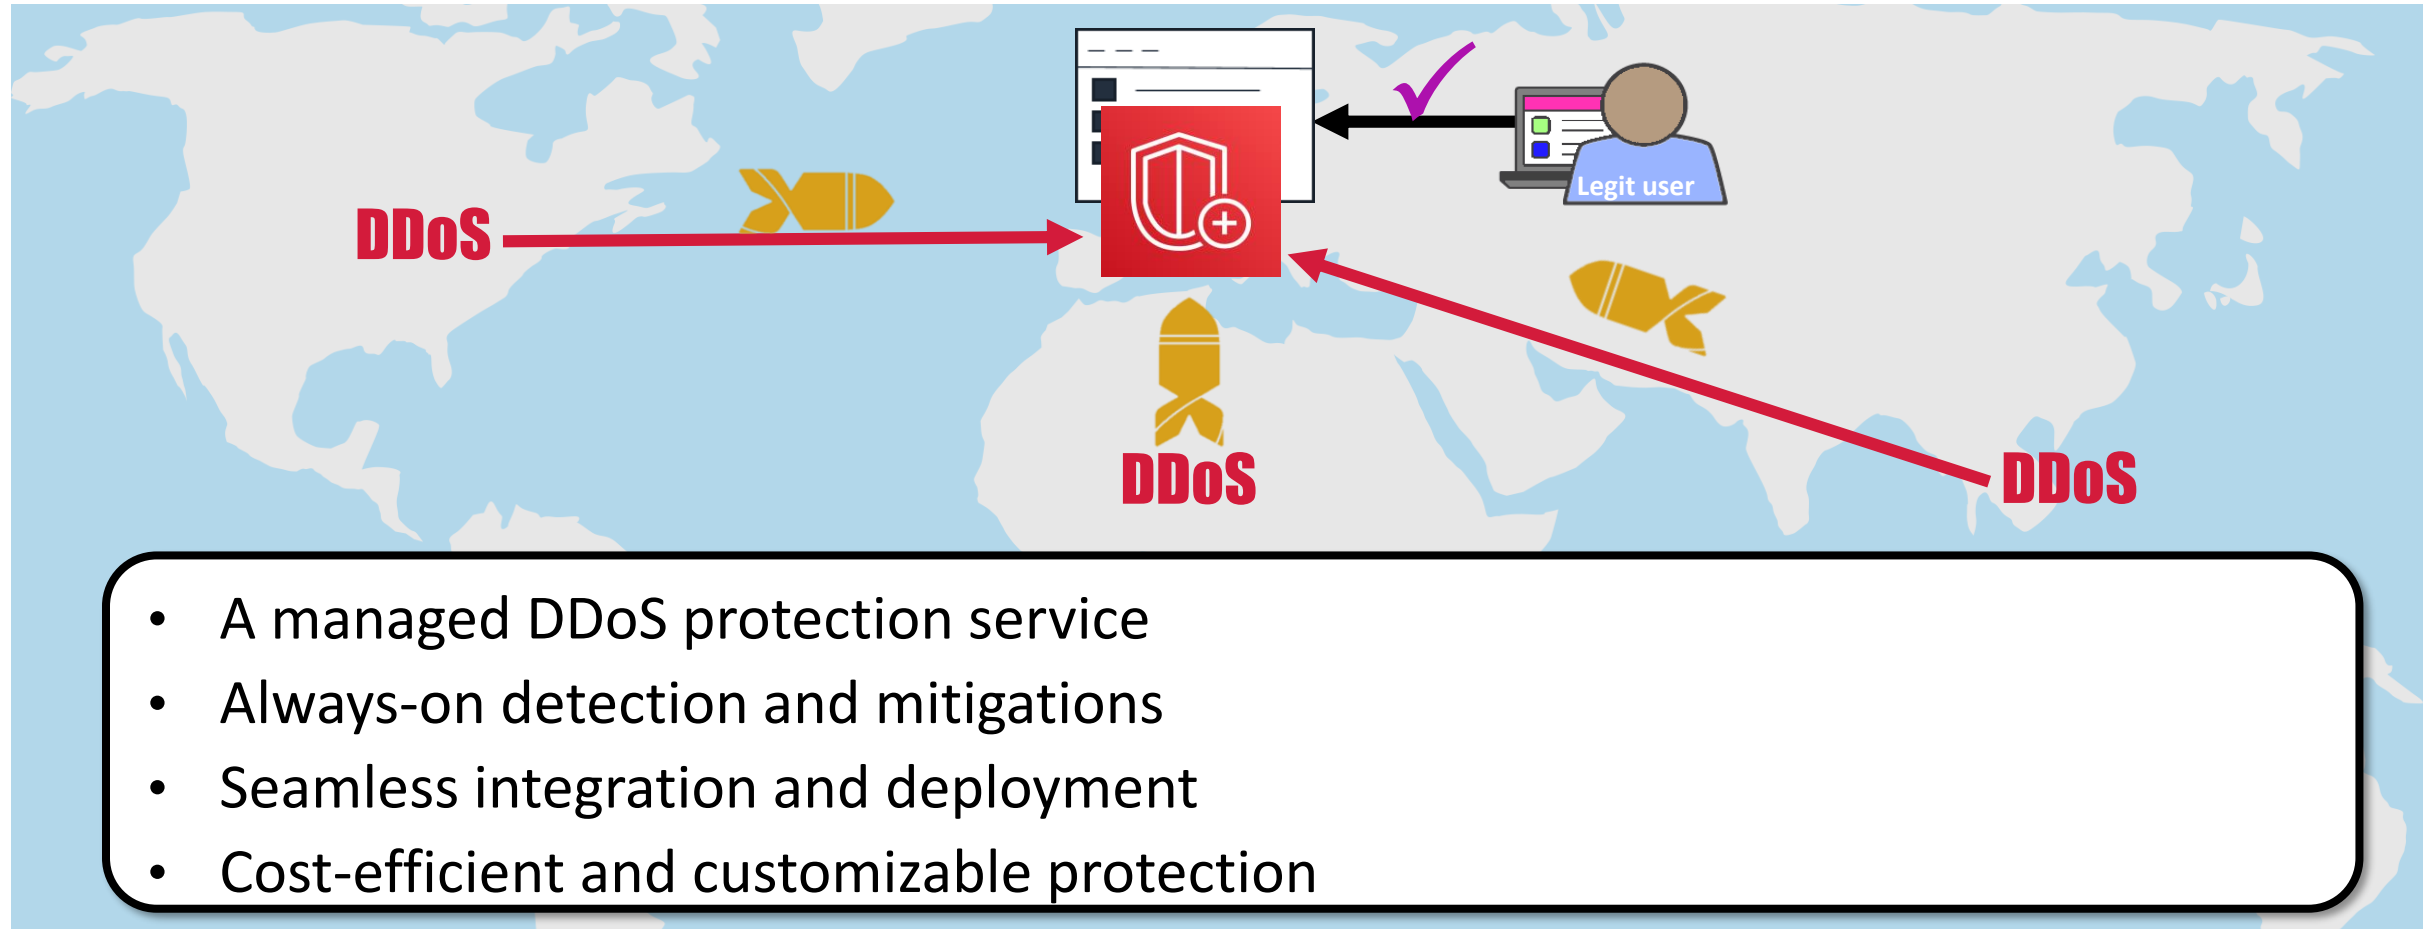 Legit user
DDoS
DDoS
DDoS
• A managed DDoS protection service
• Always-on detection and mitigations
• Seamless integration and deployment
• Cost-efficient and customizable protection